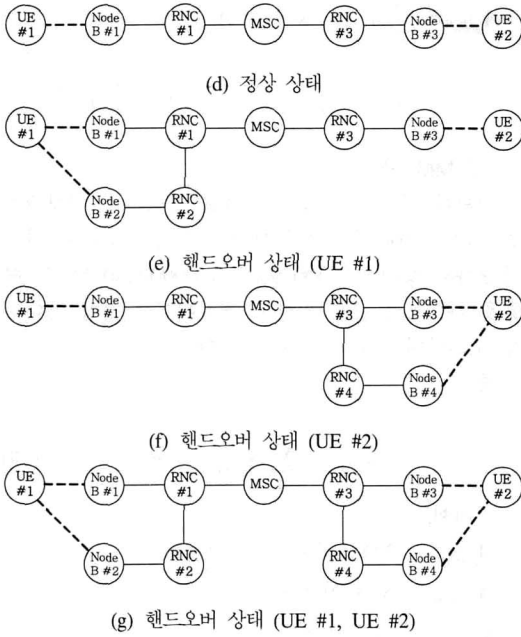 UE #1 Node B #1 RNC #1 MSC RNC #3 Node B #3 UE #2
(d) 정상 상태
UE #1 Node B #1 RNC #1 MSC RNC #3 Node B #3 UE #2
Node B #2 RNC #2
(e) 핸드오버 상태 (UE #1)
UE #1 Node B #1 RNC #1 MSC RNC #3 Node B #3 UE #2
RNC #4 Node B #4
(f) 핸드오버 상태 (UE #2)
UE #1 Node B #1 RNC #1 MSC RNC #3 Node B #3 UE #2
Node B #2 RNC #2 RNC #4 Node B #4
(g) 핸드오버 상태 (UE #1, UE #2)